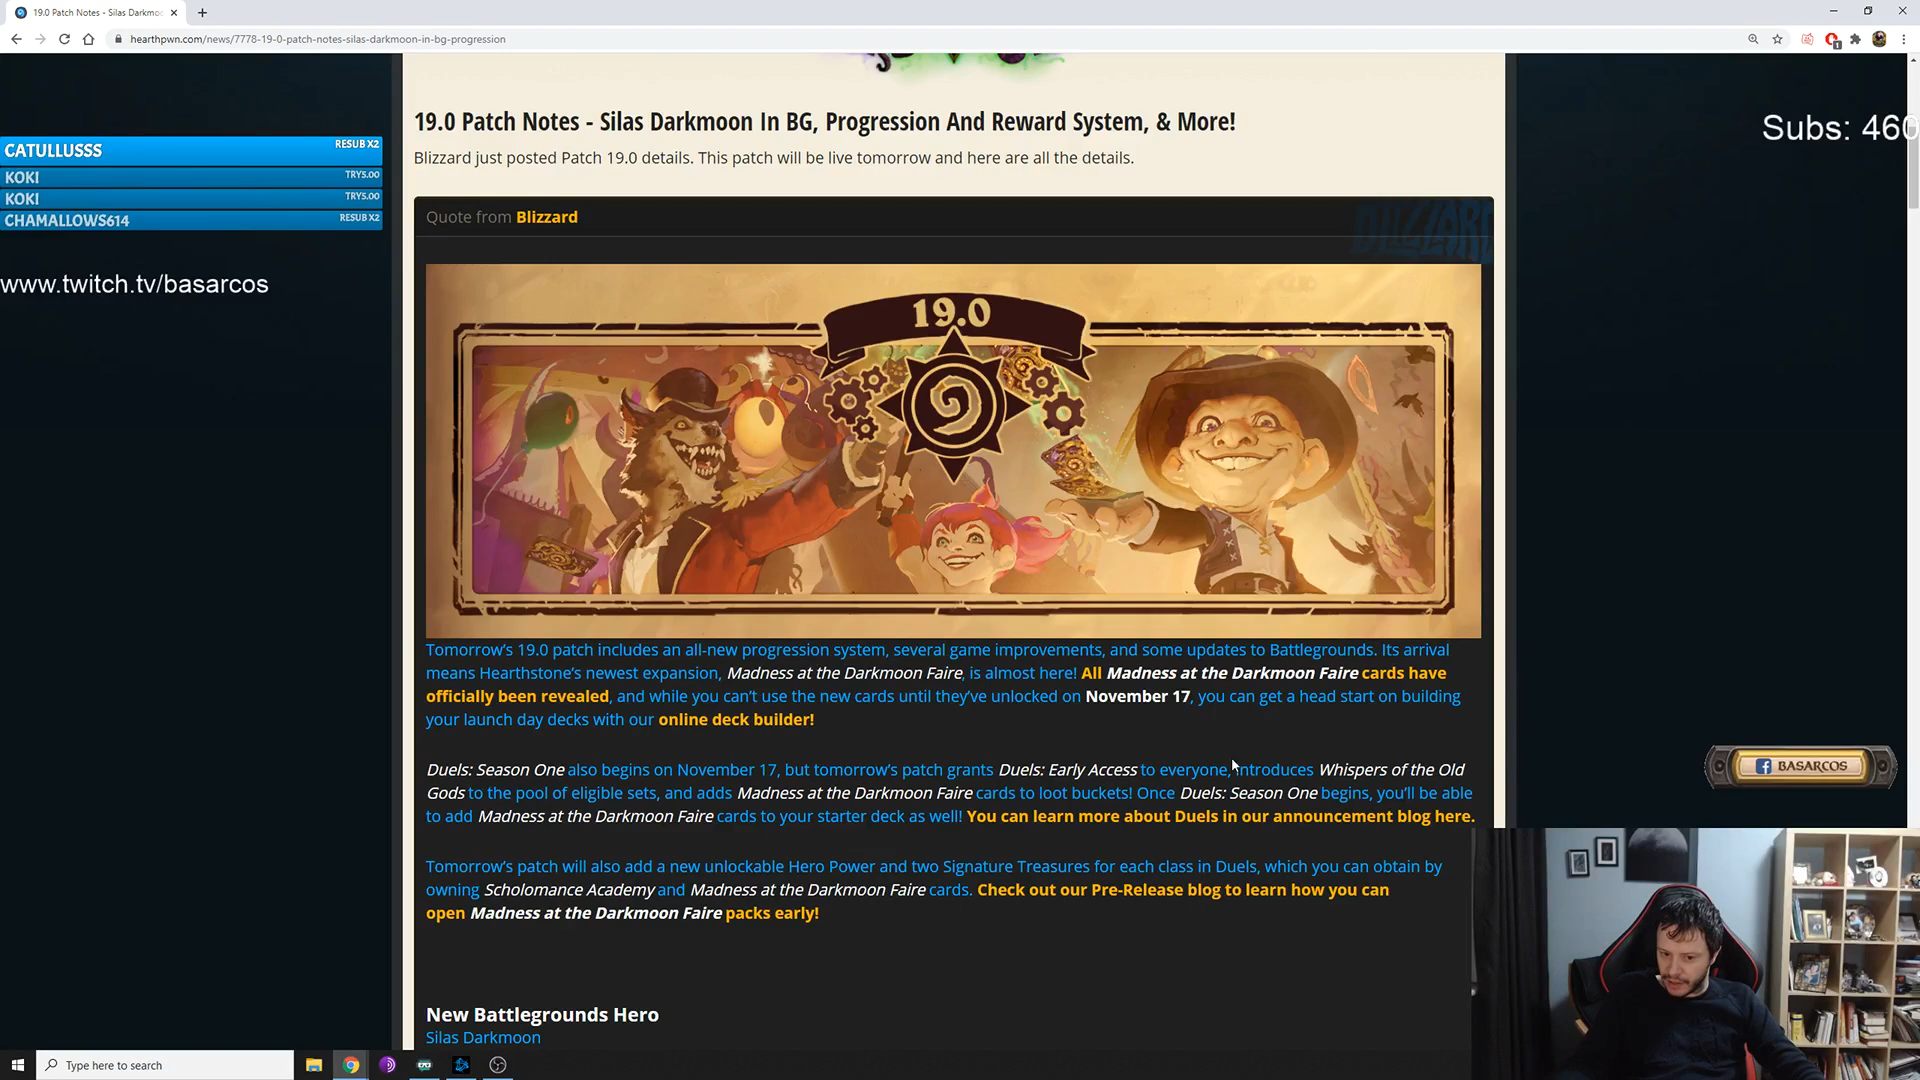 19.0 Patch Notes - Silas Darkmo
hearthpwn.com/news/7778-19-0-patch-notes-silas-darkmoon-in-bg-progression
19.0 Patch Notes - Silas Darkmoon In BG, Progression And Reward System, & More!
Blizzard just posted Patch 19.0 details. This patch will be live tomorrow and here are all the details.
CATULLUSSS RESUB X2
KOKI TRY5.00
KOKI TRY5.00
CHAMALLOWS614 RESUB X2
www.twitch.tv/basarcos
Subs: 460
Quote from Blizzard
BLIZZARD
19.0
Tomorrow's 19.0 patch includes an all-new progression system, several game improvements, and some updates to Battlegrounds. Its arrival
means Hearthstone's newest expansion, Madness at the Darkmoon Faire, is almost here! All Madness at the Darkmoon Faire cards have
officially been revealed, and while you can't use the new cards until they've unlocked on November 17, you can get a head start on building
your launch day decks with our online deck builder!
Duels: Season One also begins on November 17, but tomorrow's patch grants Duels: Early Access to everyone, introduces Whispers of the Old
Gods to the pool of eligible sets, and adds Madness at the Darkmoon Faire cards to loot buckets! Once Duels: Season One begins, you'll be able
to add Madness at the Darkmoon Faire cards to your starter deck as well! You can learn more about Duels in our announcement blog here.
Tomorrow's patch will also add a new unlockable Hero Power and two Signature Treasures for each class in Duels, which you can obtain by
owning Scholomance Academy and Madness at the Darkmoon Faire cards. Check out our Pre-Release blog to learn how you can
open Madness at the Darkmoon Faire packs early!
New Battlegrounds Hero
Silas Darkmoon
BASARCOS
Type here to search